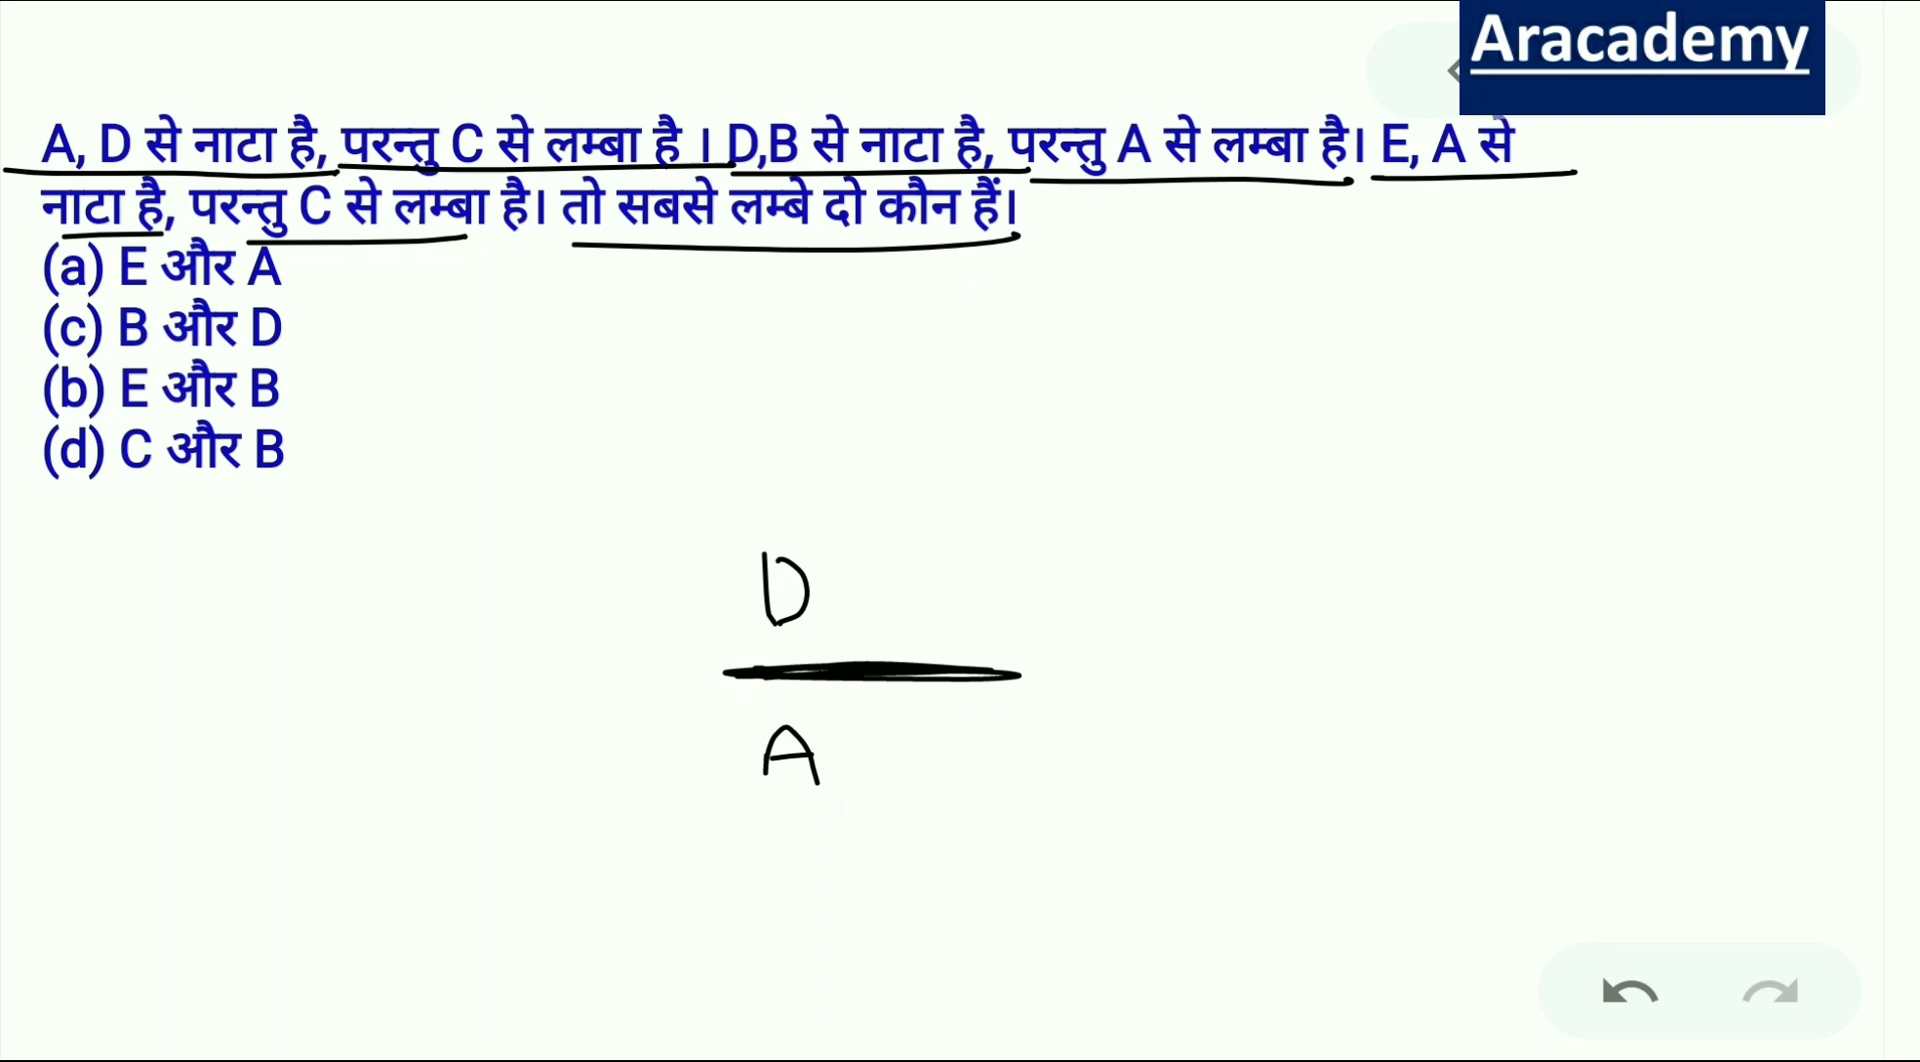 Aracademy
A, D से नाटा है, परन्तु C से लम्बा है । D,B से नाटा है, परन्तु A से लम्बा है। E, A से
नाटा है, परन्तु C से लम्बा है। तो सबसे लम्बे दो कौन हैं।
(a) E और A
(c) B और D
(b) E और B
(d) C और B
D
A